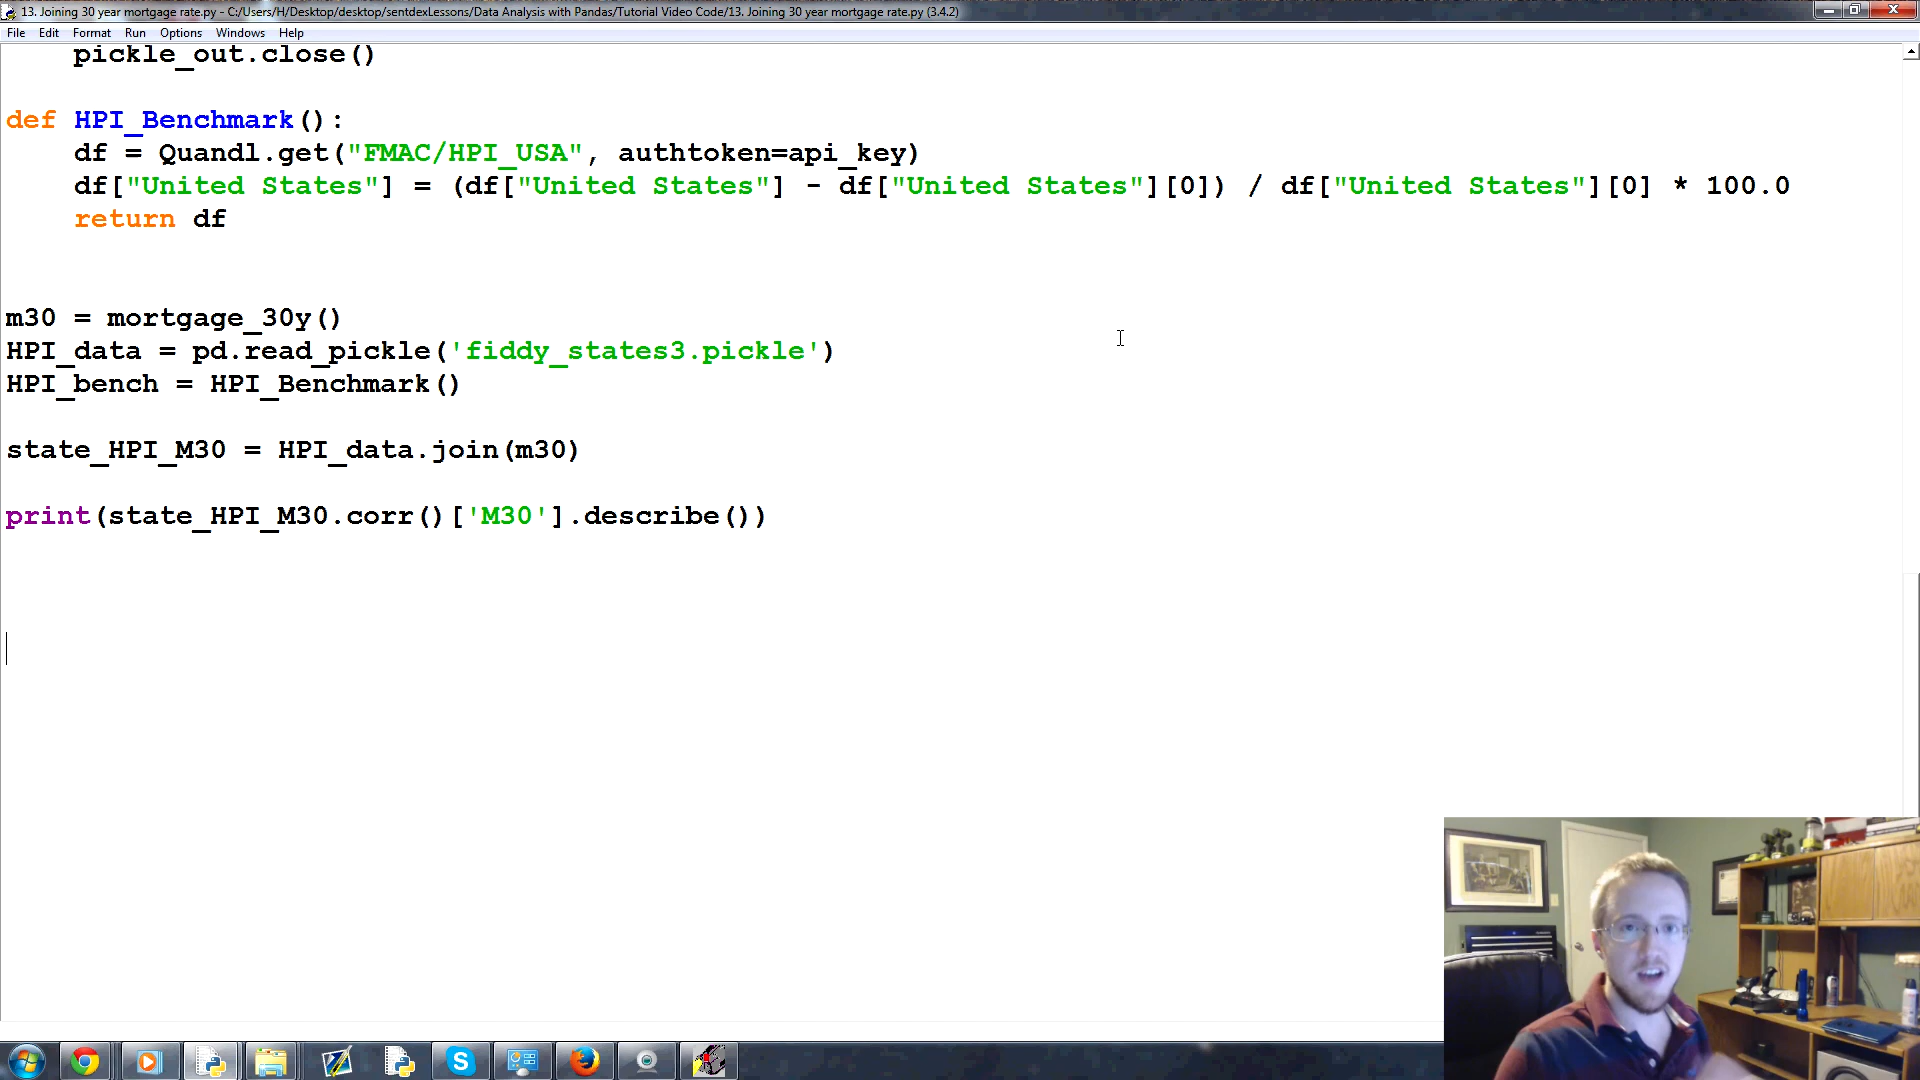 13. Joining 30 year mortgage rate.py - C:/Users/H/Desktop/desktop/sentdexLessons/Data Analysis with Pandas/Tutorial Video Code/13. Joining 30 year mortgage rate.py (3.4.2)
File Edit Format Run Options Windows Help
    pickle_out.close()
def HPI_Benchmark():
    df = Quandl.get("FMAC/HPI_USA", authtoken=api_key)
    df["United States"] = (df["United States"] - df["United States"][0]) / df["United States"][0] * 100.0
    return df
m30 = mortgage_30y()
HPI_data = pd.read_pickle('fiddy_states3.pickle')
HPI_bench = HPI_Benchmark()
state_HPI_M30 = HPI_data.join(m30)
print(state_HPI_M30.corr()['M30'].describe())